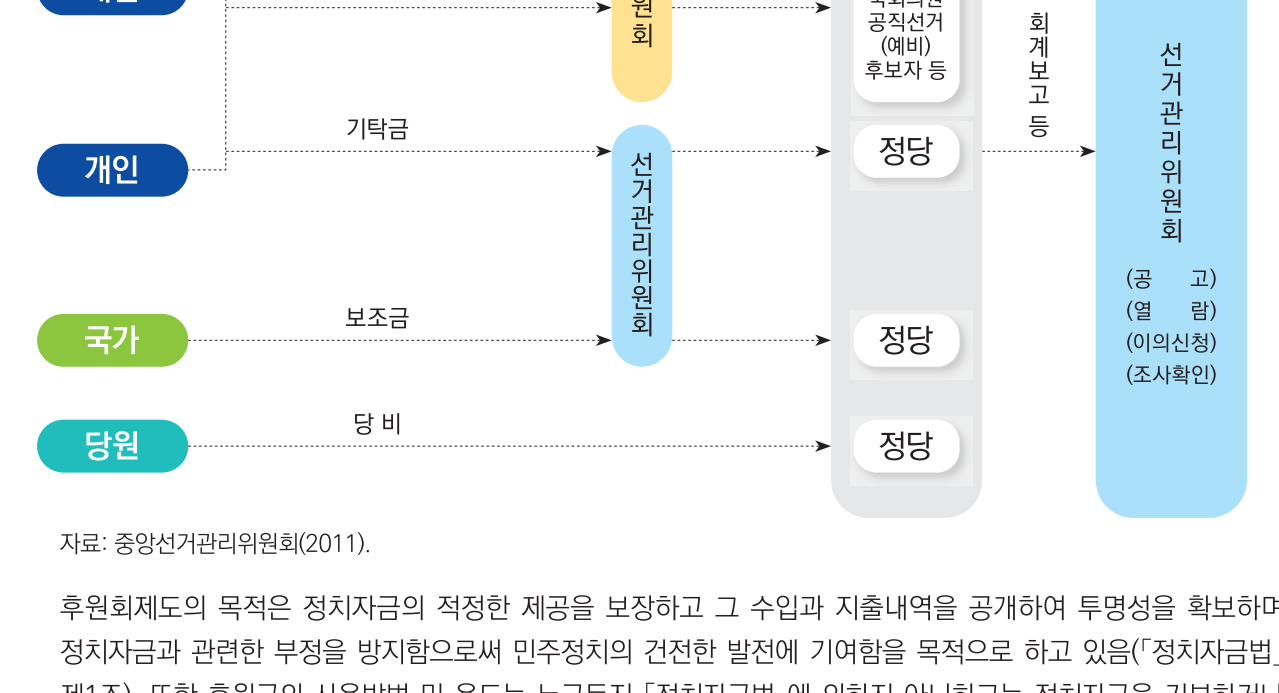 원
회
공직선거
(예비)
후보자 등
회계보고 등
기탁금
개인
선거관리위원회
정당
선거관리위원회
(공 고)
(열 람)
(이의신청)
(조사확인)
보조금
국가
정당
당 비
당원
정당
자료: 중앙선거관리위원회(2011).
후원회제도의 목적은 정치자금의 적정한 제공을 보장하고 그 수입과 지출내역을 공개하여 투명성을 확보하며
정치자금과 관련한 부정을 방지함으로써 민주정치의 건전한 발전에 기여함을 목적으로 하고 있음(「정치자금법」